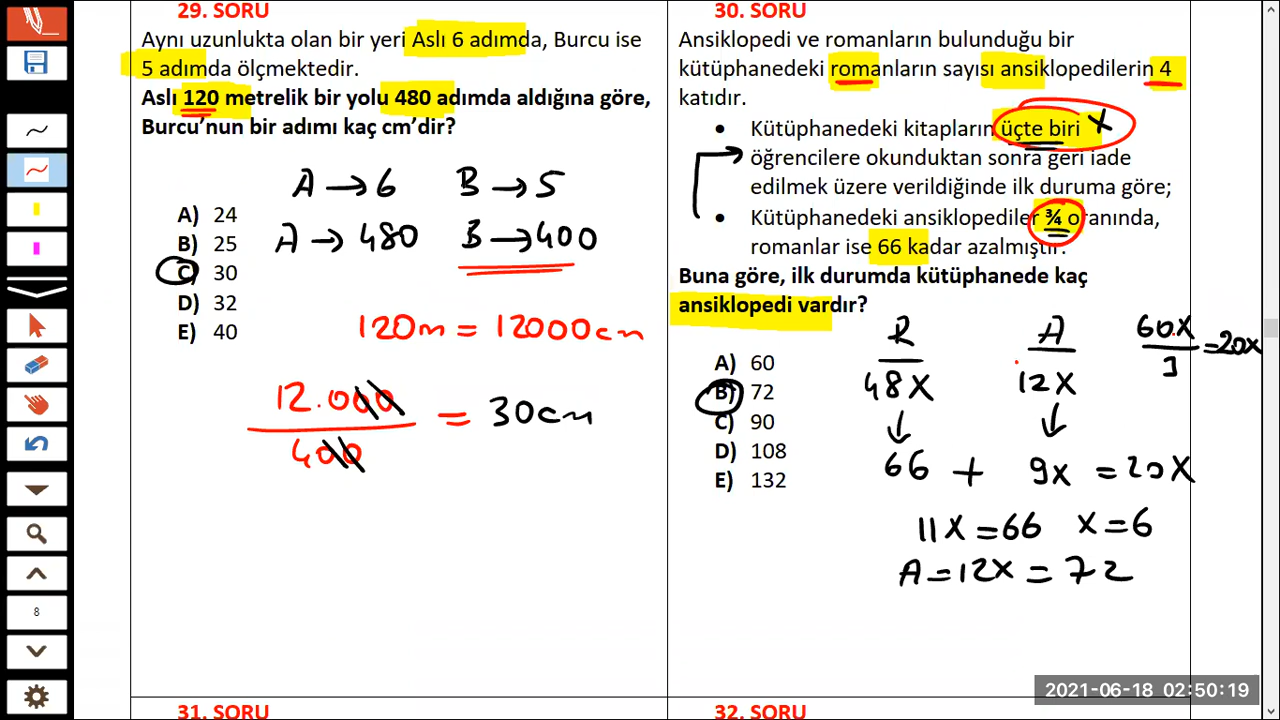 29. SORU
Aynı uzunlukta olan bir yeri Aslı 6 adımda, Burcu ise
5 adımda ölçmektedir.
Aslı 120 metrelik bir yolu 480 adımda aldığına göre,
Burcu'nun bir adımı kaç cm'dir?
A → 6 B → 5
A → 480 B → 400
A) 24
B) 25
C) 30
D) 32
E) 40
120m = 12000cm
12.000
400
= 30cm
30. SORU
Ansiklopedi ve romanların bulunduğu bir
kütüphanedeki romanların sayısı ansiklopedilerin 4
katıdır.
• Kütüphanedeki kitapların üçte biri x
öğrencilere okunduktan sonra geri iade
edilmek üzere verildiğinde ilk duruma göre;
• Kütüphanedeki ansiklopediler ¾ oranında,
romanlar ise 66 kadar azalmıştır.
Buna göre, ilk durumda kütüphanede kaç
ansiklopedi vardır?
A) 60
B) 72
C) 90
D) 108
E) 132
R A
48x 12x
60.x
3
=20x
66 + 9x = 20x
11x = 66 x = 6
A = 12x = 72
31. SORU
32. SORU
8
2021-06-18 02:50:19